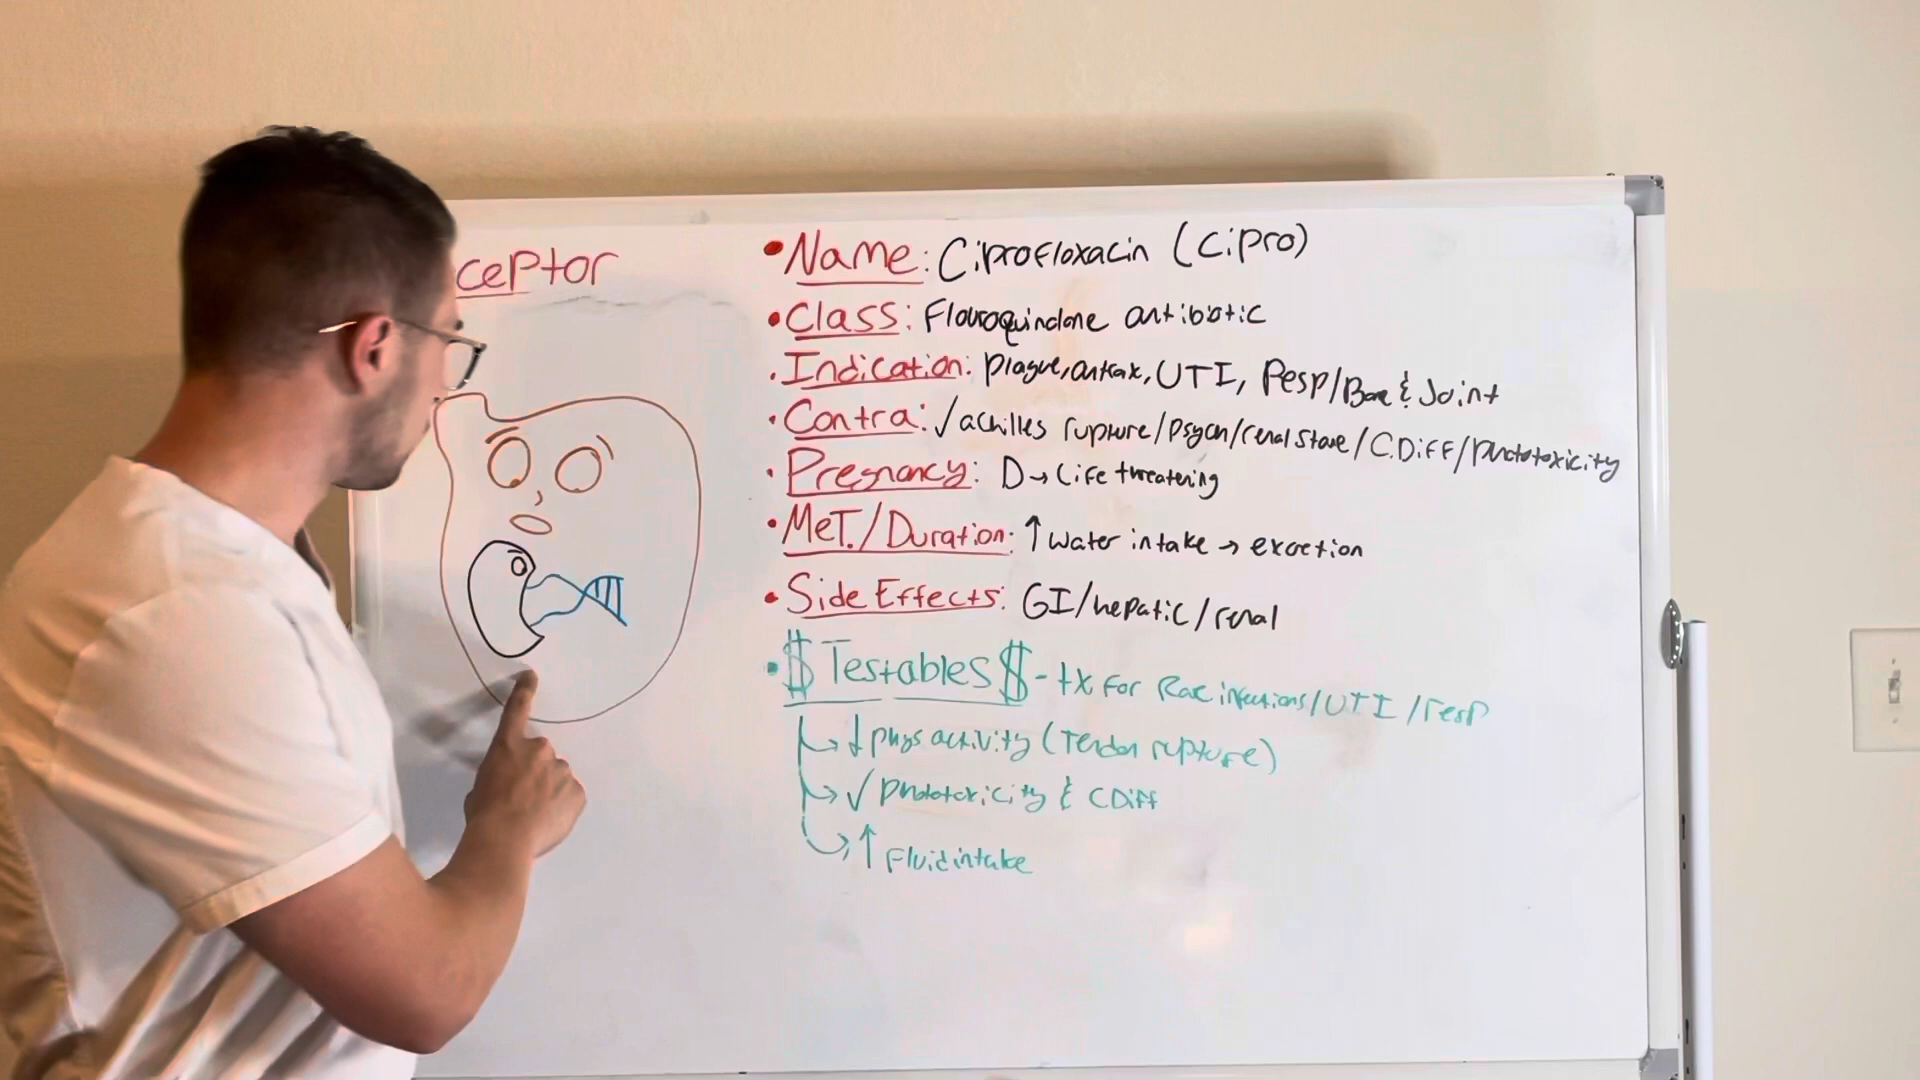 ceptor
• Name: Ciprofloxacin (Cipro)
• Class: Flouroquinolone antibiotic
• Indication: plague, antrax, UTI, Resp/Bone & Joint
• Contra: √ achilles rupture/psych/renal stone/C.Diff/phototoxicity
• Pregnancy: D → Life threatening
• MeT./Duration: ↑ water intake → excretion
• Side Effects: GI/hepatic/renal
• $ Testables $ - tx for Rare infections/UTI/resp
↓ phys activity (Tendon rupture)
√ phototoxicity & CDiff
↑ Fluid intake